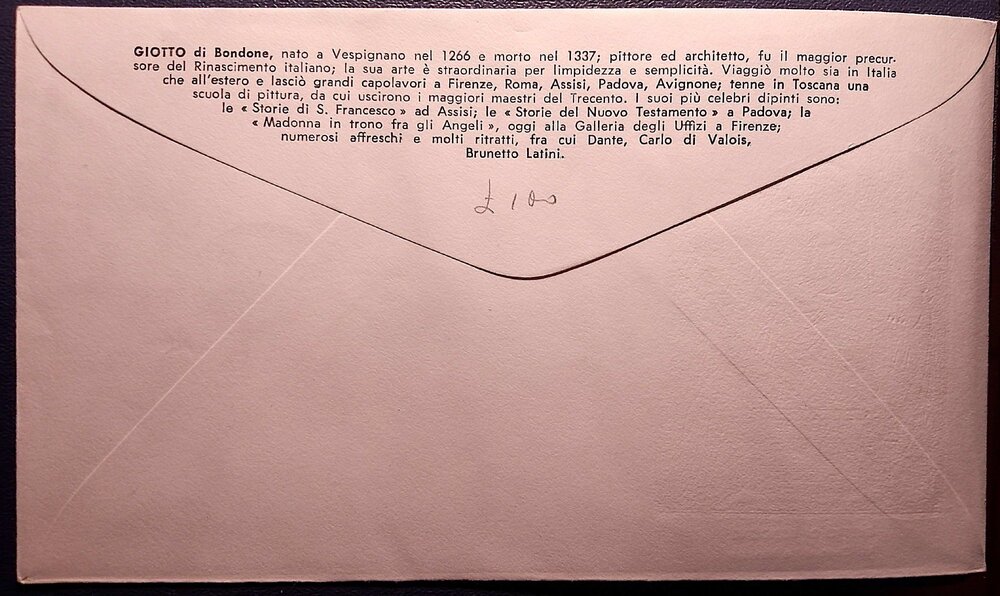 GIOTTO di Bondone, nato a Vespignano nel 1266 e morto nel 1337; pittore ed architetto, fu il maggior precur-
sore del Rinascimento italiano; la sua arte è straordinaria per limpidezza e semplicità. Viaggiò molto sia in Italia
che all'estero e lasciò grandi capolavori a Firenze, Roma, Assisi, Padova, Avignone; tenne in Toscana una
scuola di pittura, da cui uscirono i maggiori maestri del Trecento. I suoi più celebri dipinti sono:
le « Storie di S. Francesco » ad Assisi; le « Storie del Nuovo Testamento » a Padova; la
« Madonna in trono fra gli Angeli », oggi alla Galleria degli Uffizi a Firenze;
numerosi affreschi e molti ritratti, fra cui Dante, Carlo di Valois,
Brunetto Latini.
£ 100